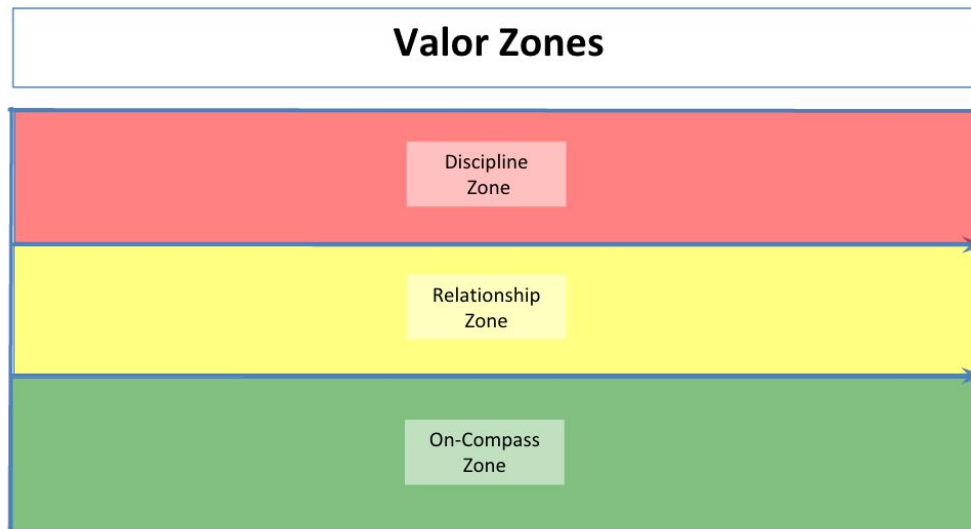 Valor Zones
Discipline
Zone
Relationship
Zone
On-Compass
Zone